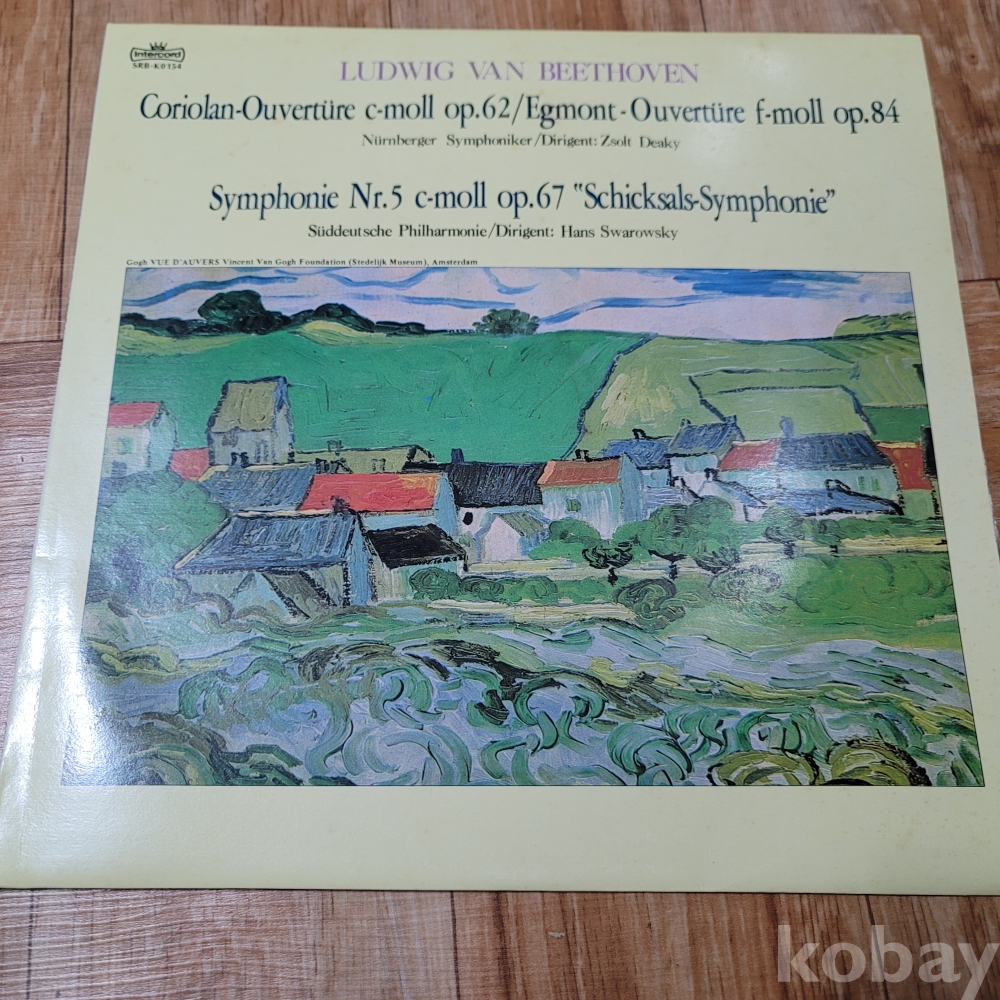 Intercord
SRB-K0154
LUDWIG VAN BEETHOVEN
Coriolan-Ouvertüre c-moll op.62/Egmont-Ouvertüre f-moll op.84
Nürnberger Symphoniker/Dirigent: Zsolt Deaky
Symphonie Nr.5 c-moll op.67 "Schicksals-Symphonie"
Süddeutsche Philharmonie/Dirigent: Hans Swarowsky
Gogh VUE D'AUVERS Vincent Van Gogh Foundation (Stedelijk Museum), Amsterdam
kobay